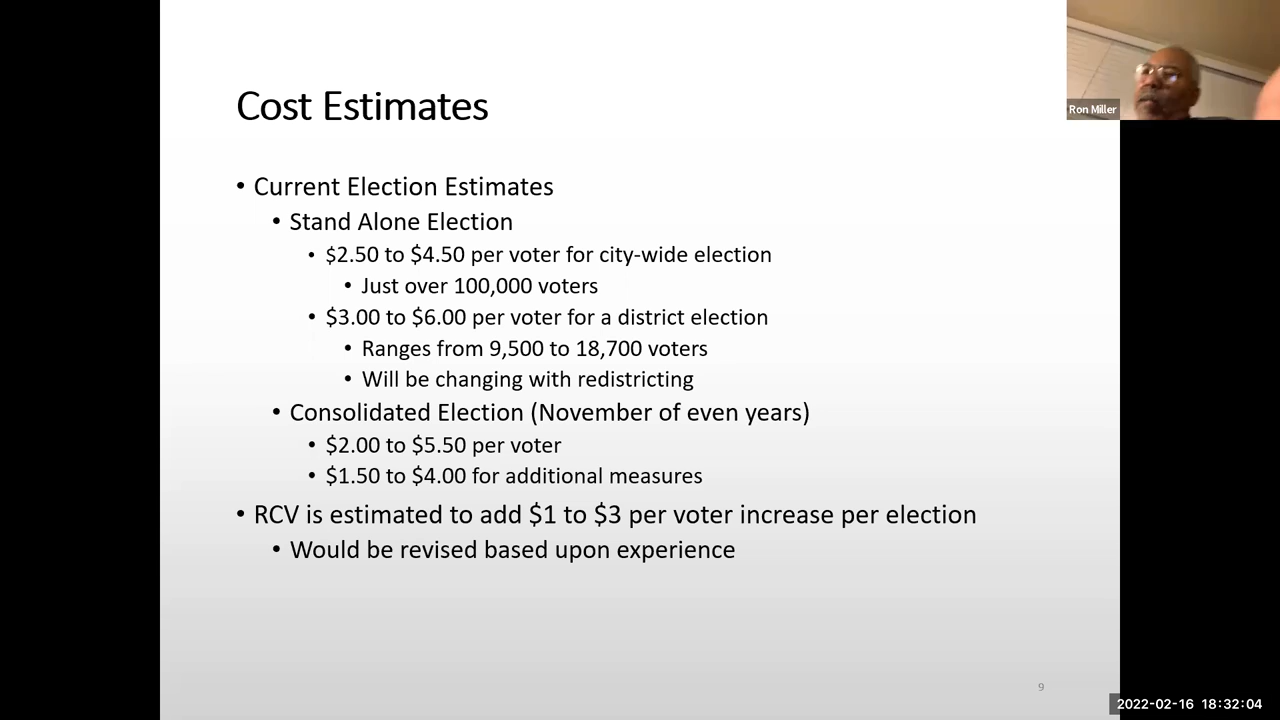 Cost Estimates
• Current Election Estimates
• Stand Alone Election
• $2.50 to $4.50 per voter for city-wide election
• Just over 100,000 voters
• $3.00 to $6.00 per voter for a district election
• Ranges from 9,500 to 18,700 voters
• Will be changing with redistricting
• Consolidated Election (November of even years)
• $2.00 to $5.50 per voter
• $1.50 to $4.00 for additional measures
• RCV is estimated to add $1 to $3 per voter increase per election
• Would be revised based upon experience
9
Ron Miller
2022-02-16 18:32:04